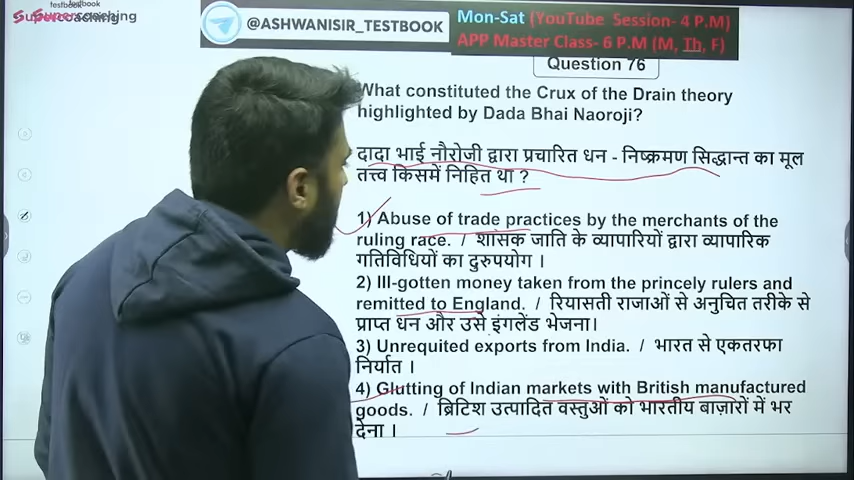 testbook
testbook
Supercoaching
@ASHWANISIR_TESTBOOK
Mon-Sat (YouTube Session- 4 P.M)
APP Master Class- 6 P.M (M, Th, F)
Question 76
What constituted the Crux of the Drain theory
highlighted by Dada Bhai Naoroji?
दादा भाई नौरोजी द्वारा प्रचारित धन - निष्क्रमण सिद्धान्त का मूल
तत्त्व किसमें निहित था ?
1) Abuse of trade practices by the merchants of the
ruling race. / शासक जाति के व्यापारियों द्वारा व्यापारिक
गतिविधियों का दुरुपयोग ।
2) Ill-gotten money taken from the princely rulers and
remitted to England. / रियासती राजाओं से अनुचित तरीके से
प्राप्त धन और उसे इंगलेंड भेजना।
3) Unrequited exports from India. / भारत से एकतरफा
निर्यात ।
4) Glutting of Indian markets with British manufactured
goods. / ब्रिटिश उत्पादित वस्तुओं को भारतीय बाज़ारों में भर
देना ।